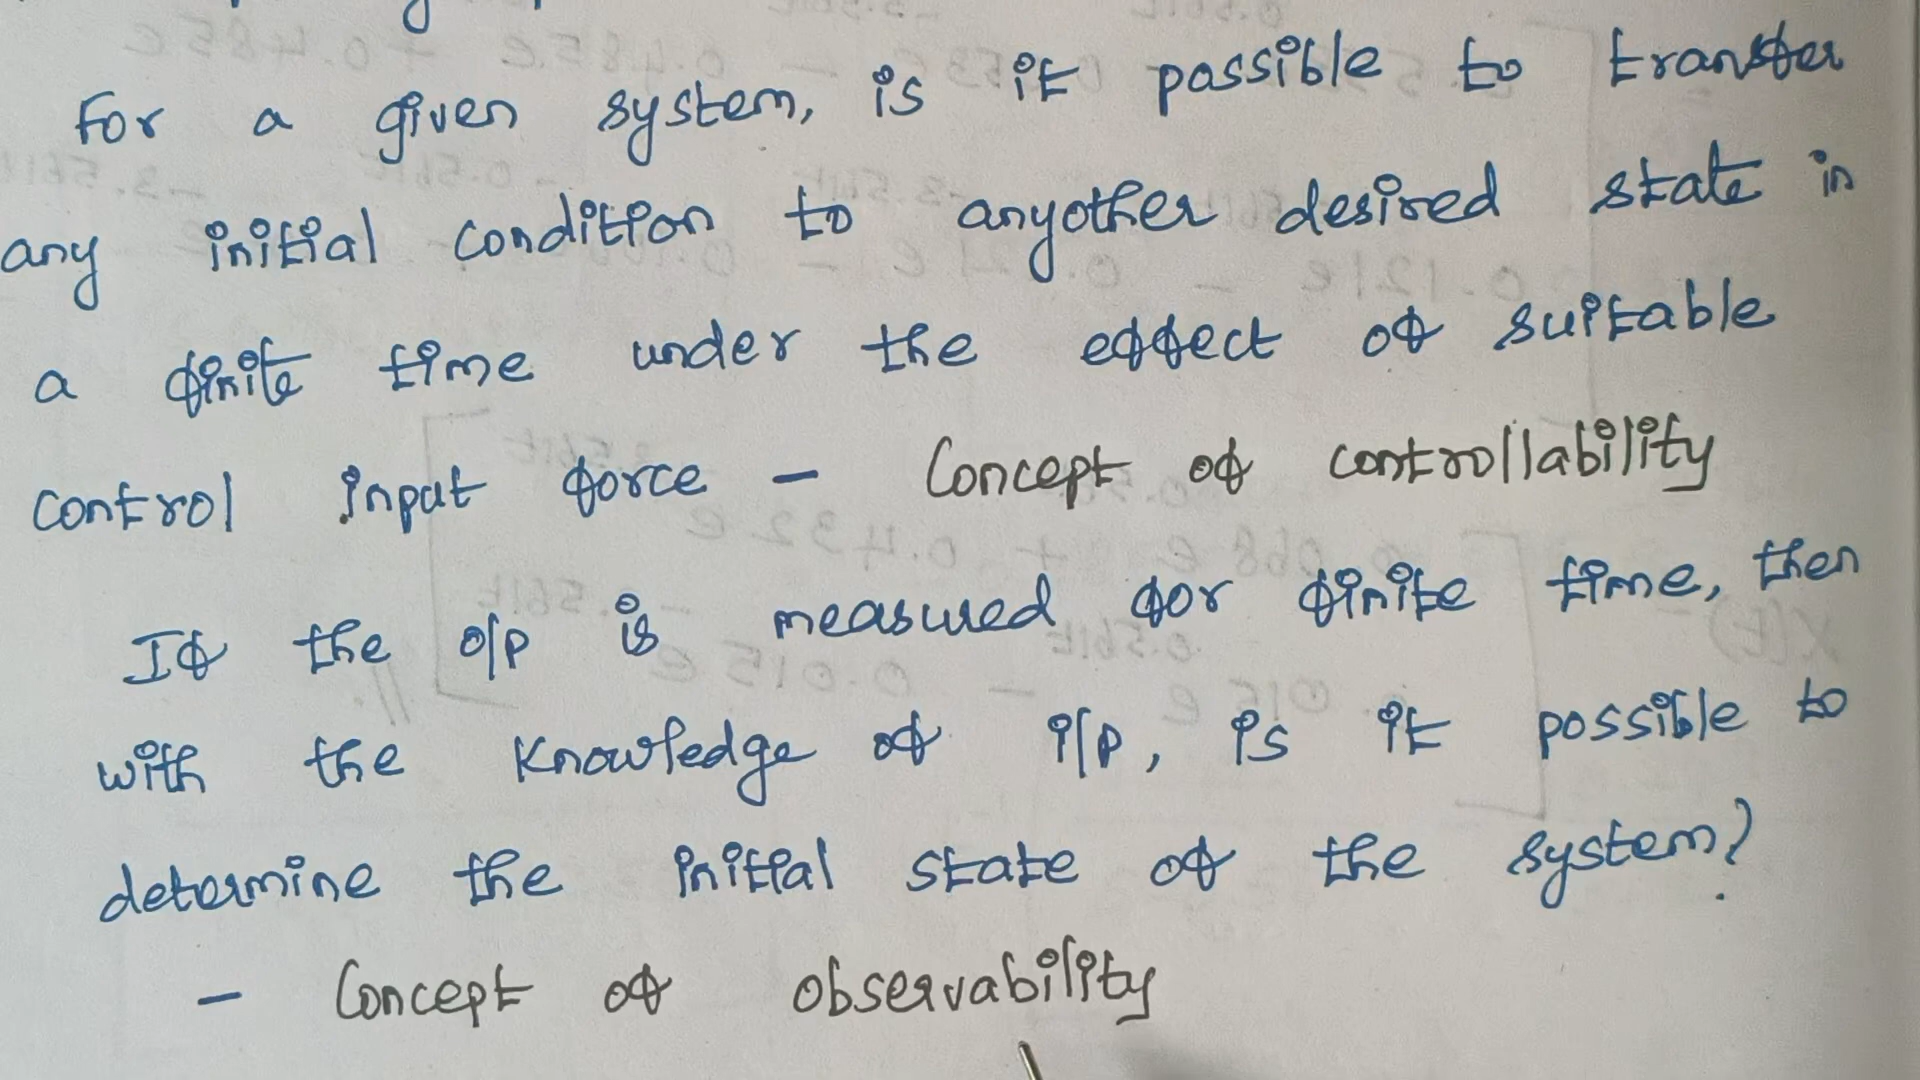 For a given system, is it possible to transfer
any initial condition to anyother desired state in
a finite time under the effect of suitable
control input force - Concept of controllability
If the o/p is measured for finite time, then
with the knowledge of i/p, is it possible to
determine the initial state of the system?
- Concept of observability